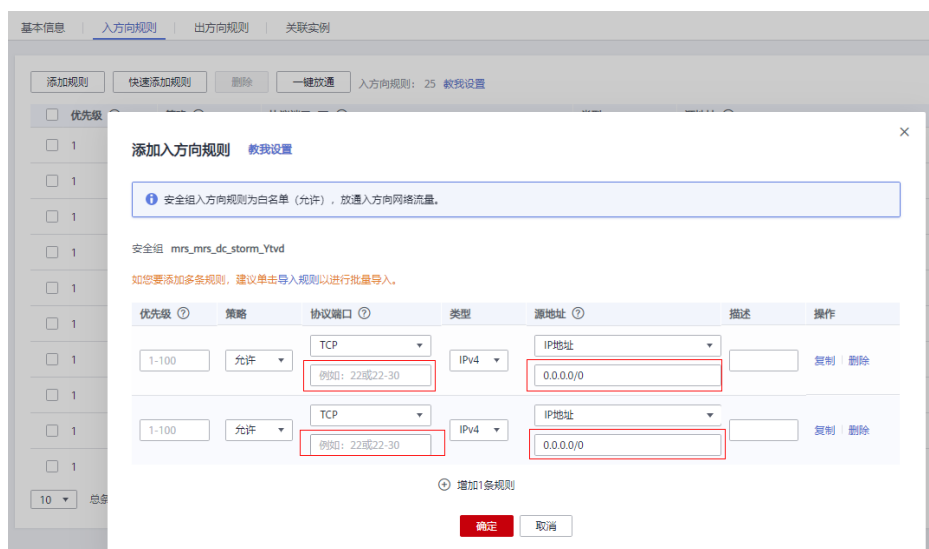 基本信息 入方向规则 出方向规则 关联实例
添加规则 快速添加规则 删除 一键放通 入方向规则: 25 教我设置
优先级
1
添加入方向规则 教我设置
1
安全组入方向规则为白名单（允许），放通入方向网络流量。
1
1
安全组 mrs_mrs_dc_storm_Ytvd
1
如您要添加多条规则，建议单击导入规则以进行批量导入。
优先级 策略 协议端口 类型 源地址 描述 操作
1
TCP IP地址
1
1-100 允许 IPv4 复制 删除
例如：22或22-30 0.0.0.0/0
1
TCP IP地址
1
1-100 允许 IPv4 复制 删除
例如：22或22-30 0.0.0.0/0
1
增加1条规则
10 总条
确定 取消